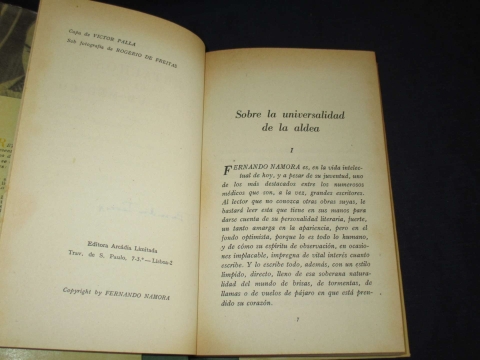 Capa de VICTOR PALLA
Sob fotografia de ROGERIO DE FREITAS
Editora Arcádia Limitada
Trav. de S. Paulo, 7-3.º — Lisboa-2
Copyright by FERNANDO NAMORA
Sobre la universalidad
de la aldea
I
FERNANDO NAMORA es, en la vida intelec-
tual de hoy, y a pesar de su juventud, uno
de los más destacados entre los numerosos
médicos que son, a la vez, grandes escritores.
Al lector que no conozca otras obras suyas, le
bastará leer esta que tiene en sus manos para
darse cuenta de su personalidad literaria, fuerte,
un tanto amarga en la apariencia, pero en el
fondo optimista, porque lo es todo lo humano,
y de cómo su espíritu de observación, en ocasiones
implacable, impregna de vital interés cuanto
escribe. Y lo escribe todo, además, con un estilo
límpido, directo, lleno de esa soberana natu-
ralidad del mundo de brisas, de tormentas, de
llamas o de vuelos de pájaro en que está pren-
dido su corazón.
7